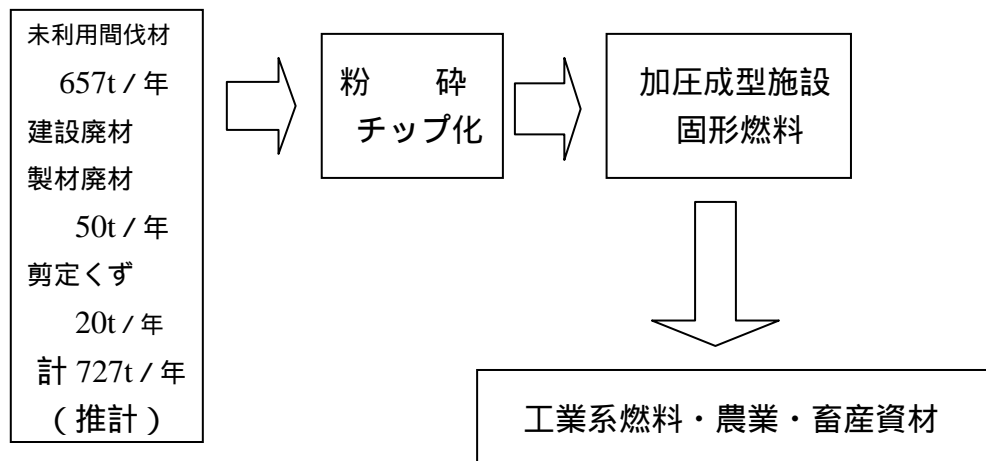 未利用間伐材
657t / 年
建設廃材
製材廃材
50t / 年
剪定くず
20t / 年
計 727t / 年
（ 推計 ）
粉　　砕
チップ化
加圧成型施設
固形燃料
工業系燃料・農業・畜産資材